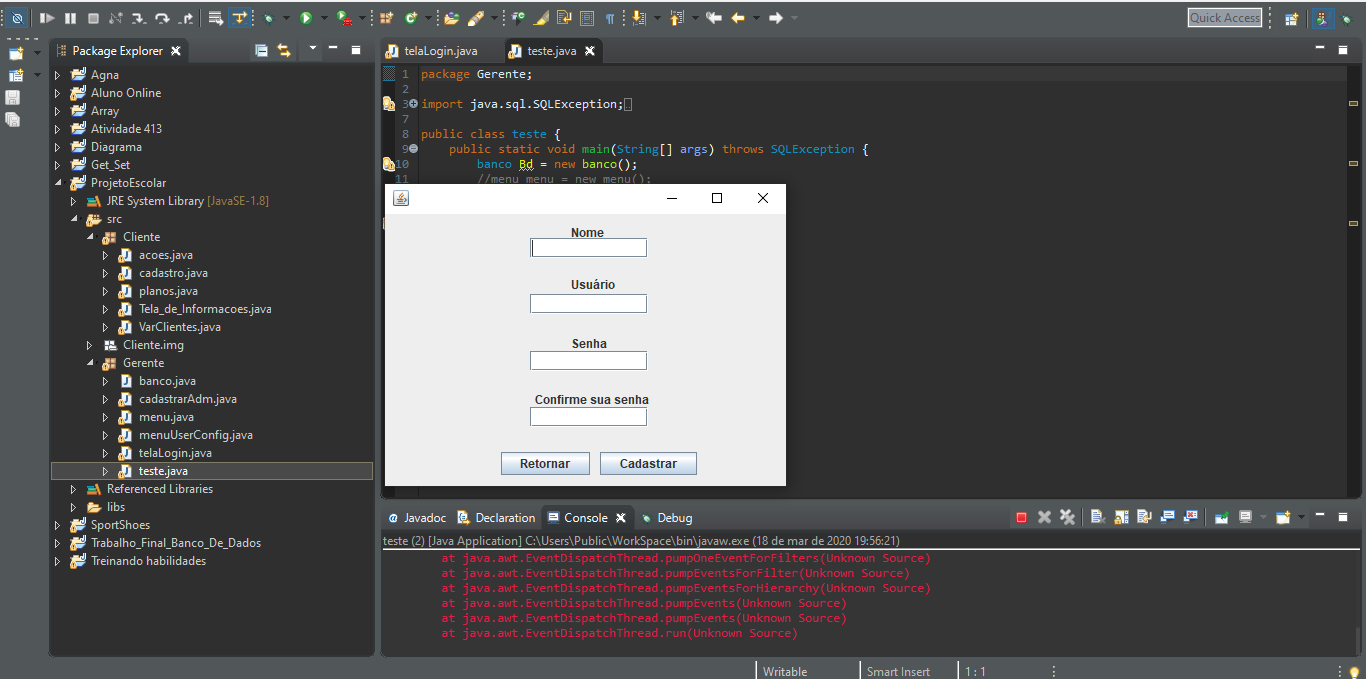 Quick Access
Package Explorer
Agna
Aluno Online
Array
Atividade 413
Diagrama
Get_Set
ProjetoEscolar
JRE System Library [JavaSE-1.8]
src
Cliente
acoes.java
cadastro.java
planos.java
Tela_de_Informacoes.java
VarClientes.java
Cliente.img
Gerente
banco.java
cadastrarAdm.java
menu.java
menuUserConfig.java
telaLogin.java
teste.java
Referenced Libraries
libs
SportShoes
Trabalho_Final_Banco_De_Dados
Treinando habilidades
telaLogin.java teste.java
1 package Gerente;
2
3 import java.sql.SQLException;
7
8 public class teste {
9 public static void main(String[] args) throws SQLException {
10 banco Bd = new banco();
11 //menu menu = new menu();
Nome
Usuário
Senha
Confirme sua senha
Retornar Cadastrar
@ Javadoc Declaration Console Debug
teste (2) [Java Application] C:\Users\Public\WorkSpace\bin\javaw.exe (18 de mar de 2020 19:56:21)
at java.awt.EventDispatchThread.pumpOneEventForFilters(Unknown Source)
at java.awt.EventDispatchThread.pumpEventsForFilter(Unknown Source)
at java.awt.EventDispatchThread.pumpEventsForHierarchy(Unknown Source)
at java.awt.EventDispatchThread.pumpEvents(Unknown Source)
at java.awt.EventDispatchThread.pumpEvents(Unknown Source)
at java.awt.EventDispatchThread.run(Unknown Source)
Writable Smart Insert 1 : 1